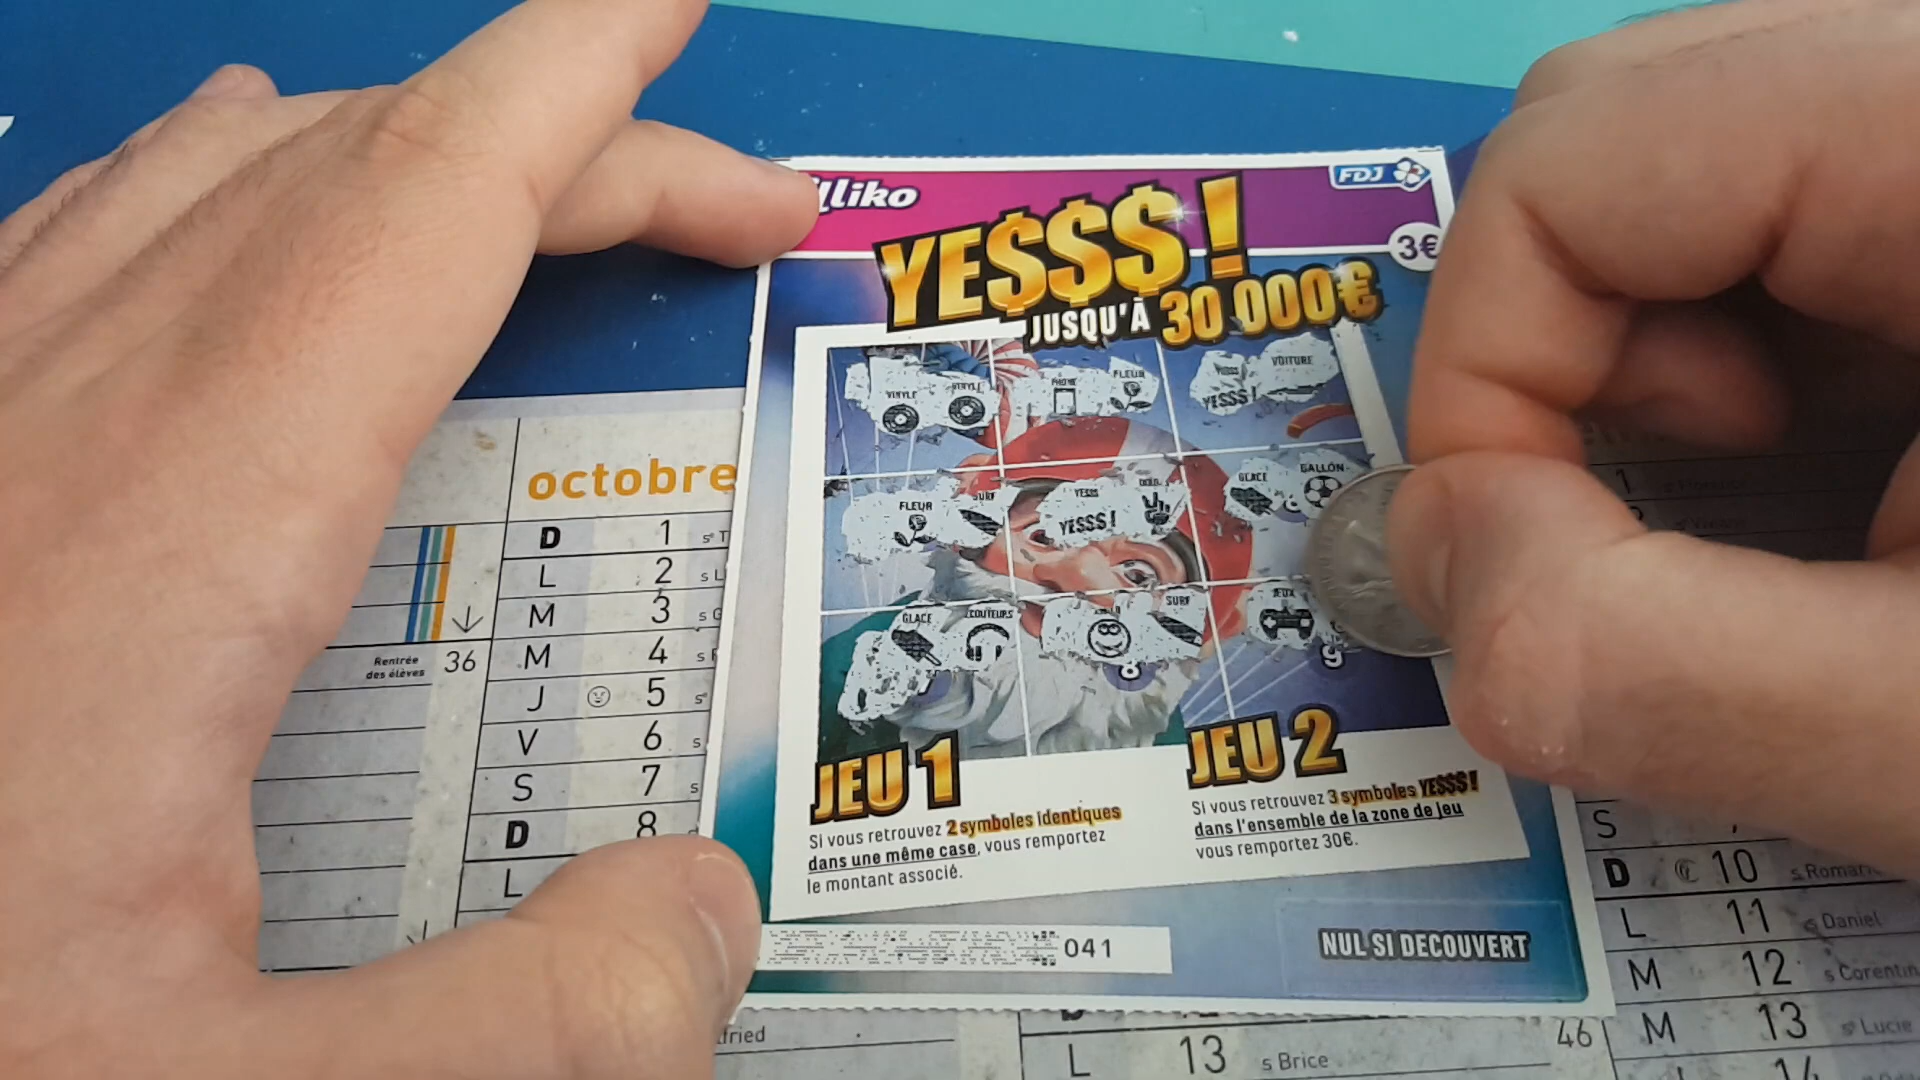 illiko
FDJ
YE$$$!
3€
JUSQU'À 30 000€
VINYLE
VINYLE
PHONE
FLEUR
YESSS!
VOITURE
FLEUR
SURF
YESSS
YESSS!
GLACE
BALLON
GLACE
ECOUTEURS
SURF
JEUX
8
9
JEU 1
Si vous retrouvez 2 symboles identiques
dans une même case, vous remportez
le montant associé.
JEU 2
Si vous retrouvez 3 symboles YE$$$!
dans l'ensemble de la zone de jeu
vous remportez 30€.
041
NUL SI DECOUVERT
octobre
D 1
L 2
M 3
M 4
J 5
V 6
S 7
D 8
L
Rentrée
des élèves
36
S
D 10 s Romaric
L 11 s Daniel
M 12 s Corentin
M 13 se Lucie
14
46
L 13 s Brice
fried